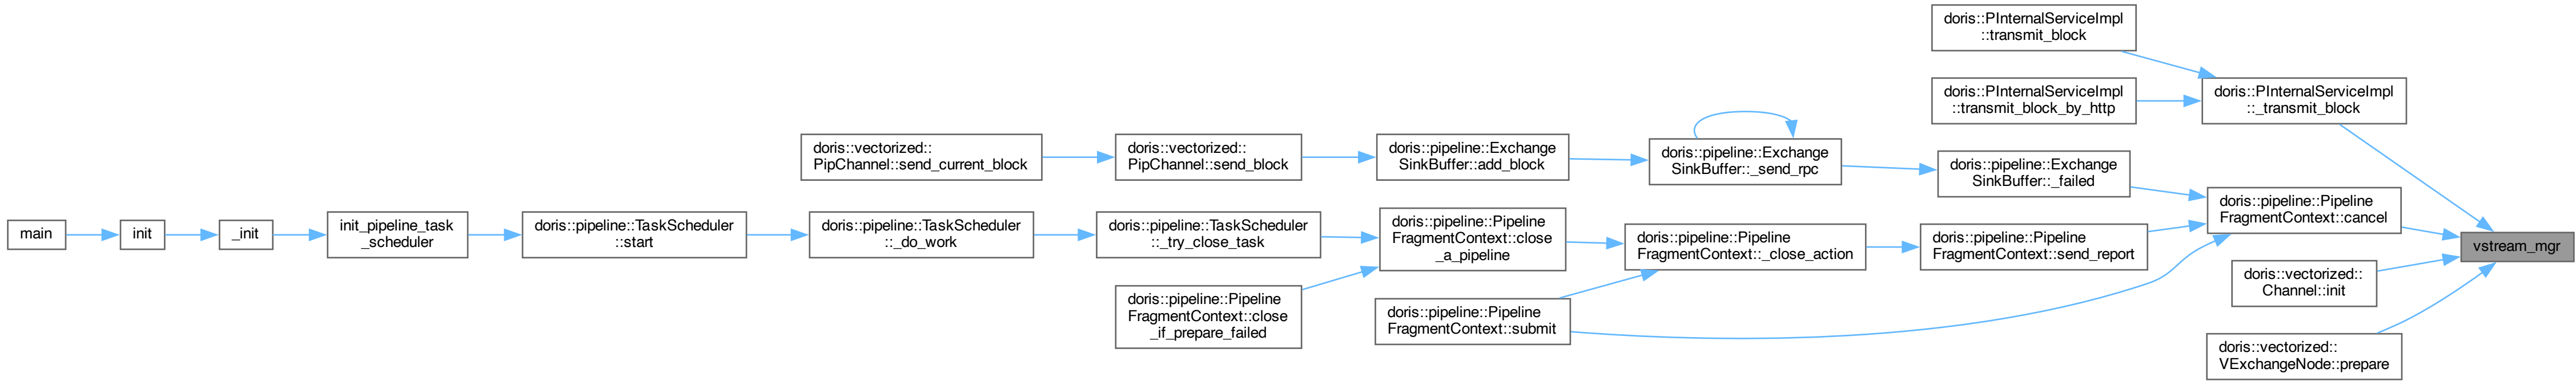 main
init
_init
init_pipeline_task
_scheduler
doris::pipeline::TaskScheduler
::start
doris::pipeline::TaskScheduler
::_do_work
doris::pipeline::TaskScheduler
::_try_close_task
doris::pipeline::Pipeline
FragmentContext::close
_if_prepare_failed
doris::vectorized::
PipChannel::send_current_block
doris::vectorized::
PipChannel::send_block
doris::pipeline::Exchange
SinkBuffer::add_block
doris::pipeline::Exchange
SinkBuffer::_send_rpc
doris::pipeline::Exchange
SinkBuffer::_failed
doris::pipeline::Pipeline
FragmentContext::close
_a_pipeline
doris::pipeline::Pipeline
FragmentContext::submit
doris::pipeline::Pipeline
FragmentContext::_close_action
doris::pipeline::Pipeline
FragmentContext::send_report
doris::PInternalServiceImpl
::transmit_block
doris::PInternalServiceImpl
::transmit_block_by_http
doris::PInternalServiceImpl
::_transmit_block
doris::pipeline::Pipeline
FragmentContext::cancel
doris::vectorized::
Channel::init
doris::vectorized::
VExchangeNode::prepare
vstream_mgr